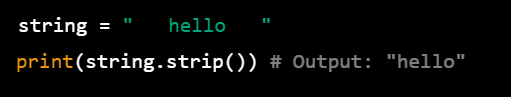 string = "   hello   "
print(string.strip()) # Output: "hello"